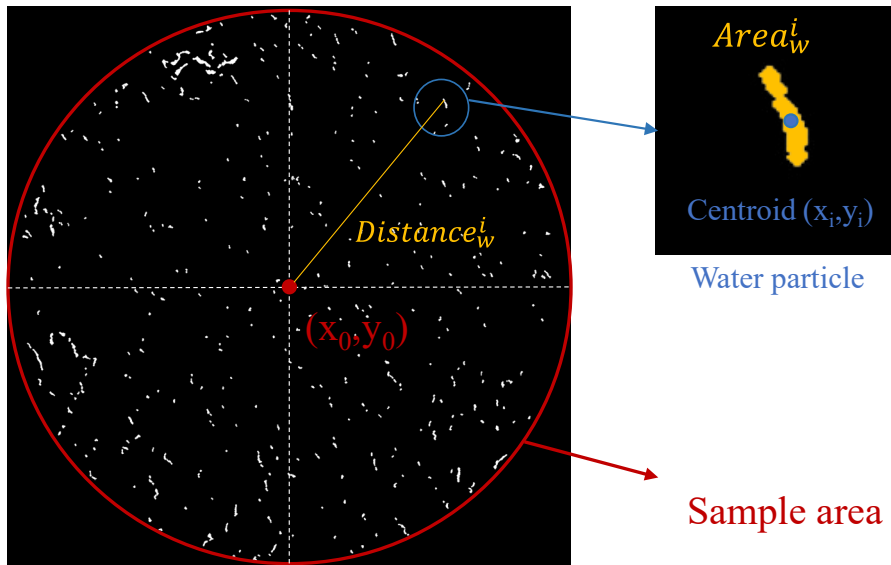 Area_w^i
Centroid (x_i,y_i)
Water particle
Distance_w^i
(x_0,y_0)
Sample area